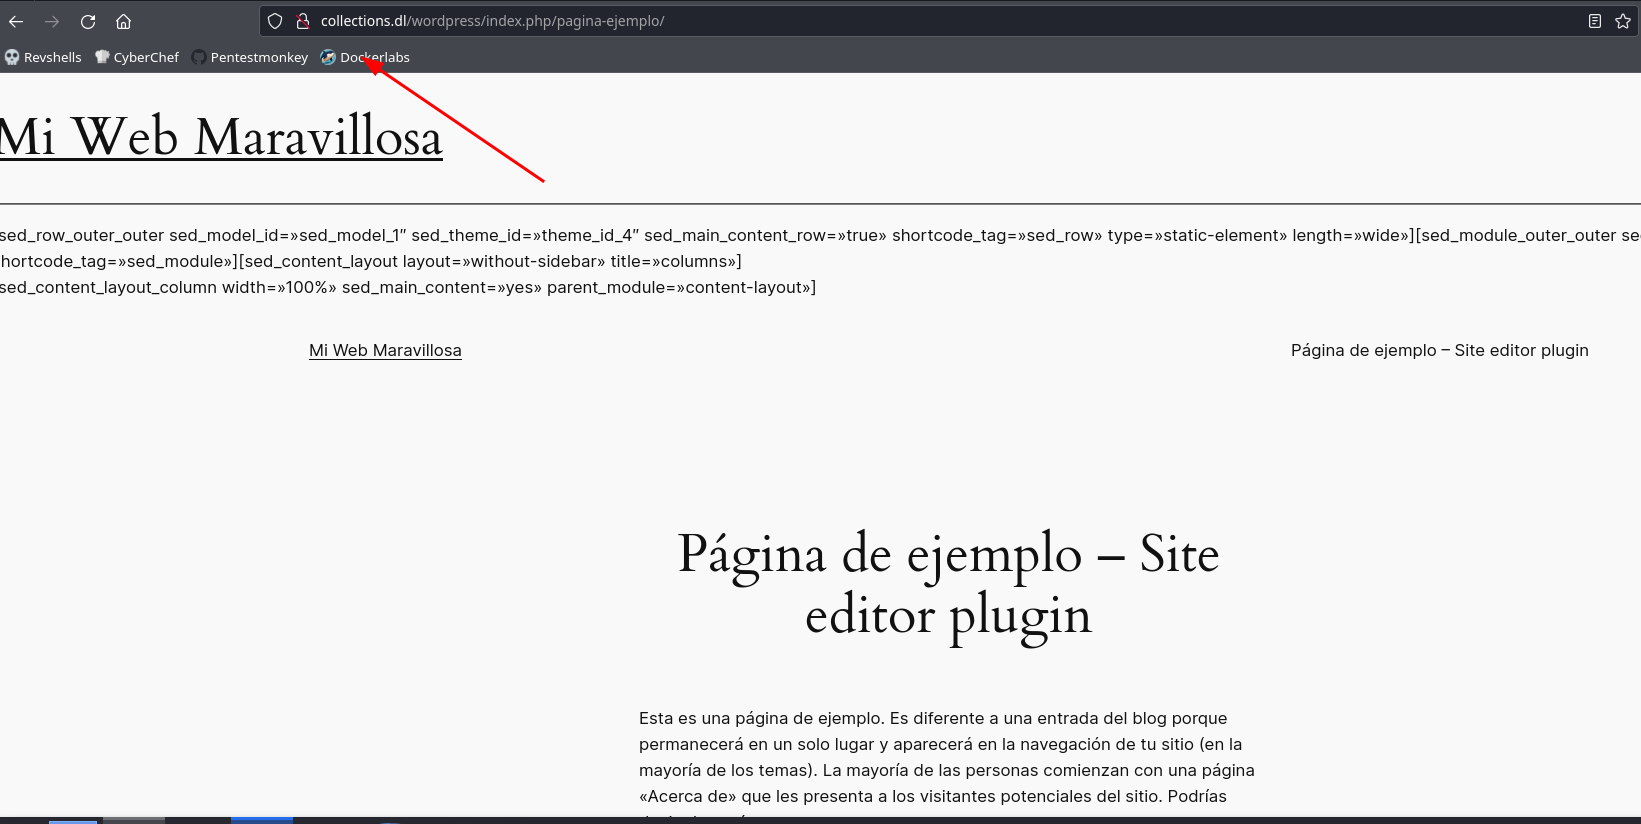 collections.dl/wordpress/index.php/pagina-ejemplo/
Revshells CyberChef Pentestmonkey Dockerlabs
Mi Web Maravillosa
sed_row_outer_outer sed_model_id=»sed_model_1″ sed_theme_id=»theme_id_4″ sed_main_content_row=»true» shortcode_tag=»sed_row» type=»static-element» length=»wide»][sed_module_outer_outer se
hortcode_tag=»sed_module»][sed_content_layout layout=»without-sidebar» title=»columns»]
sed_content_layout_column width=»100%» sed_main_content=»yes» parent_module=»content-layout»]
Mi Web Maravillosa
Página de ejemplo – Site editor plugin
Página de ejemplo – Site
editor plugin
Esta es una página de ejemplo. Es diferente a una entrada del blog porque
permanecerá en un solo lugar y aparecerá en la navegación de tu sitio (en la
mayoría de los temas). La mayoría de las personas comienzan con una página
«Acerca de» que les presenta a los visitantes potenciales del sitio. Podrías